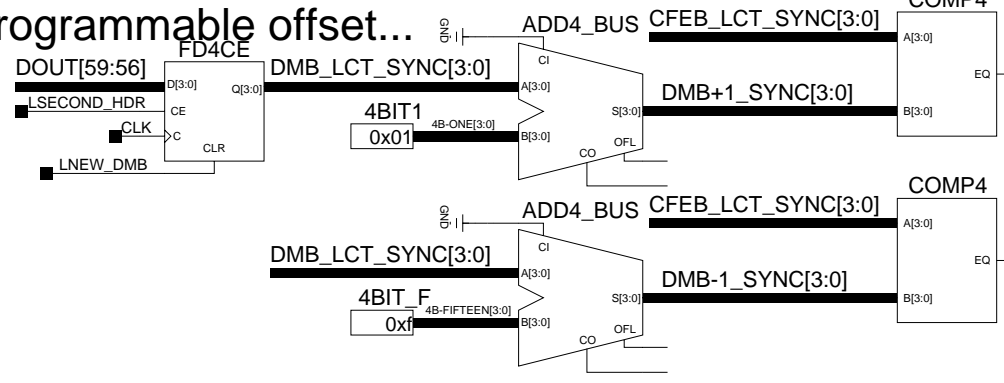 rogrammable offset...
COMP4
GND
ADD4_BUS
CFEB_LCT_SYNC[3:0]
A[3:0]
EQ
B[3:0]
FD4CE
DOUT[59:56]
D[3:0]
Q[3:0]
DMB_LCT_SYNC[3:0]
CI
A[3:0]
S[3:0]
DMB+1_SYNC[3:0]
LSECOND_HDR
CE
4BIT1
0x01
4B-ONE[3:0]
B[3:0]
CLK
C
CLR
OFL
CO
LNEW_DMB
COMP4
GND
ADD4_BUS
CFEB_LCT_SYNC[3:0]
A[3:0]
EQ
B[3:0]
CI
DMB_LCT_SYNC[3:0]
A[3:0]
S[3:0]
DMB-1_SYNC[3:0]
4BIT_F
0xf
4B-FIFTEEN[3:0]
B[3:0]
OFL
CO